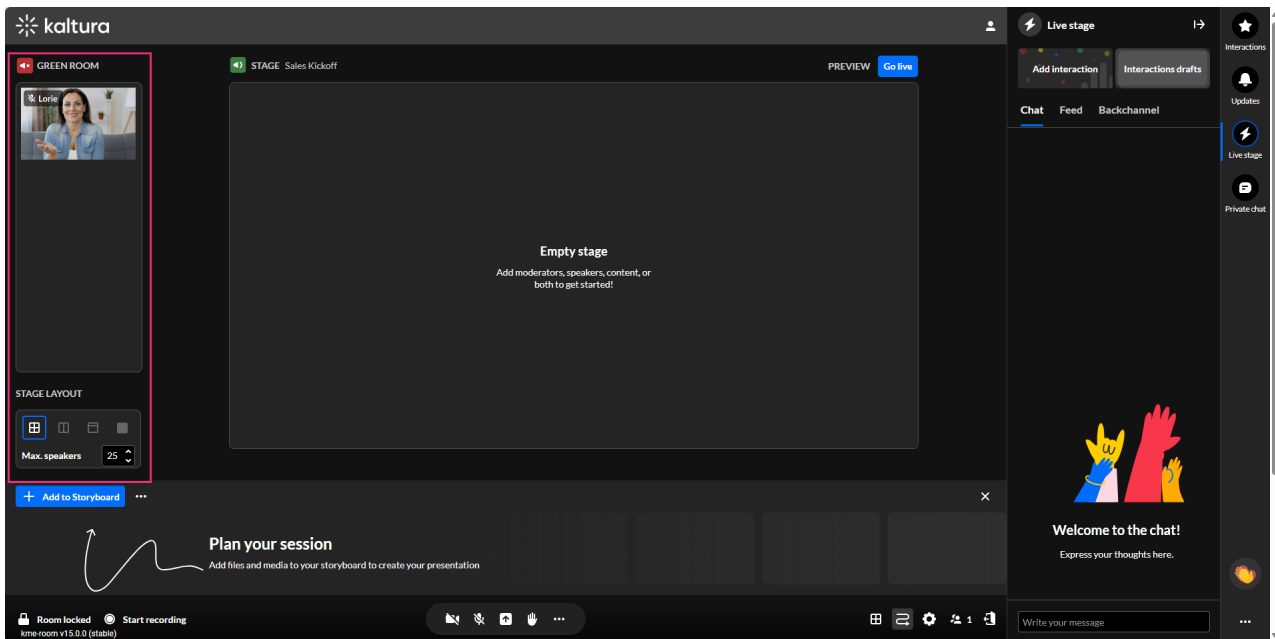 kaltura
GREEN ROOM
Lorie
STAGE LAYOUT
Max. speakers 25
STAGE Sales Kickoff
PREVIEW Go live
Empty stage
Add moderators, speakers, content, or
both to get started!
+ Add to Storyboard
Plan your session
Add files and media to your storyboard to create your presentation
Room locked Start recording
kme-room v15.0.0 (stable)
1
Live stage
Add interaction Interactions drafts
Chat Feed Backchannel
Welcome to the chat!
Express your thoughts here.
Write your message
Interactions
Updates
Live stage
Private chat